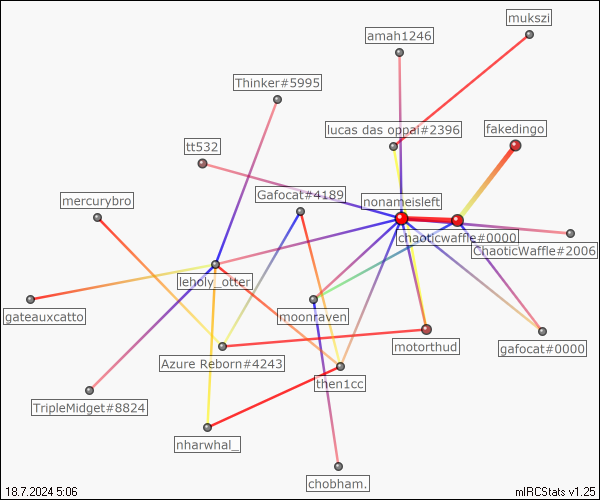 mukszi
amah1246
Thinker#5995
lucas das oppai#2396
fakedingo
tt532
Gafocat#4189
mercurybro
nonameisleft
chaoticwaffle#0000
ChaoticWaffle#2006
leholy_otter
gateauxcatto
moonraven
motorthud
gafocat#0000
Azure Reborn#4243
then1cc
TripleMidget#8824
nharwhal_
chobham.
18.7.2024 5:06
mIRCStats v1.25